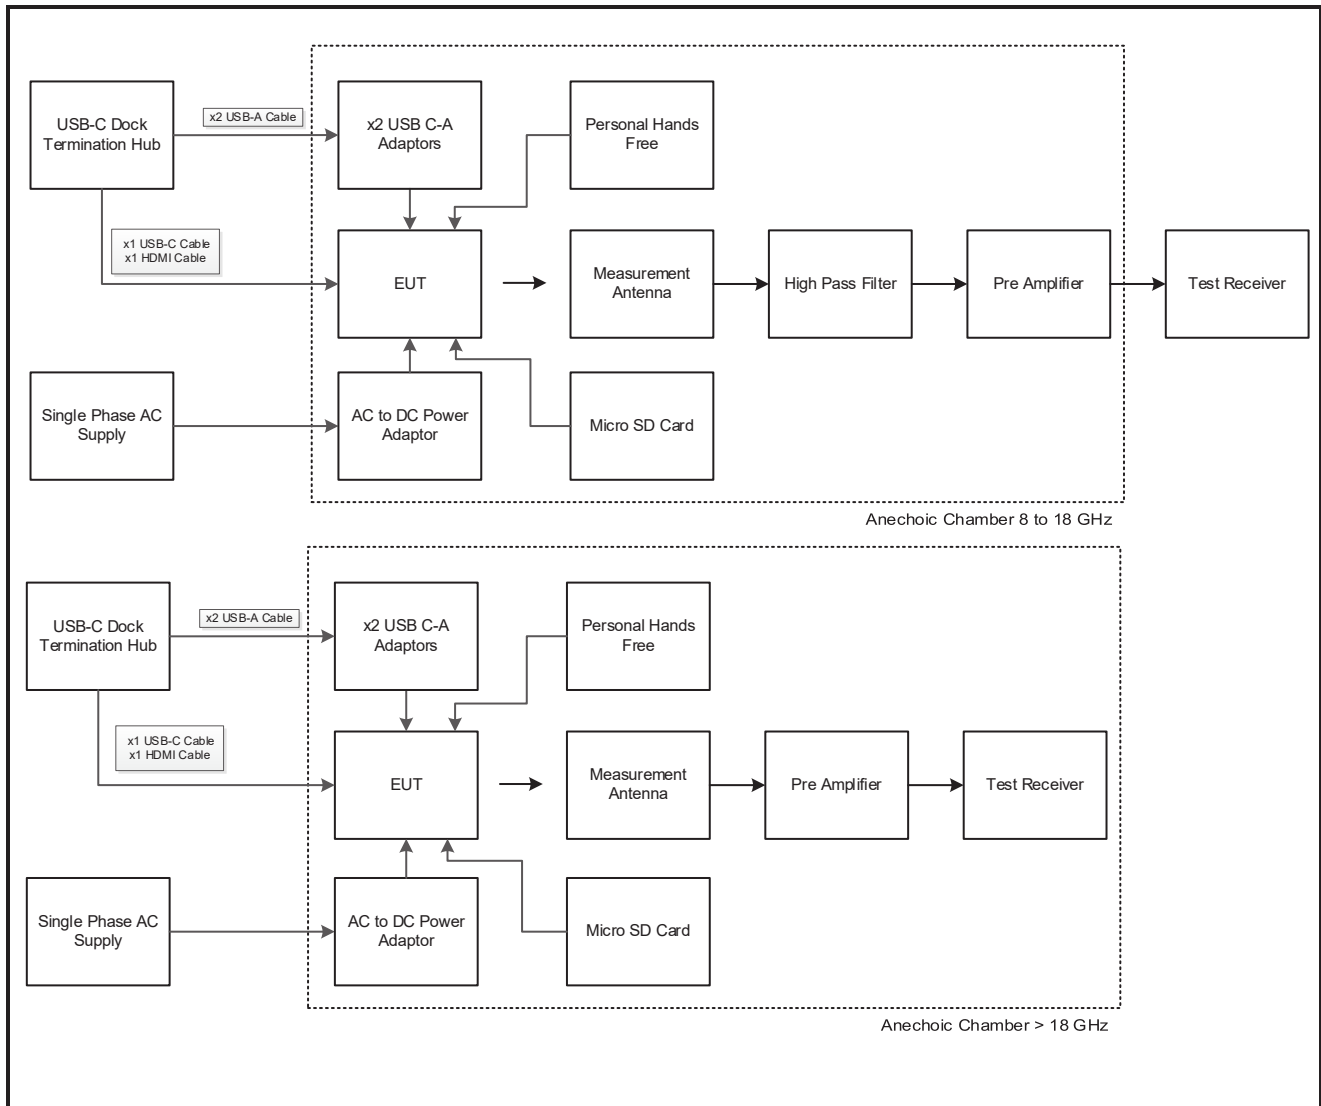 x2 USB-A Cable
USB-C Dock
Termination Hub
x2 USB C-A
Adaptors
Personal Hands
Free
x1 USB-C Cable
x1 HDMI Cable
EUT
Measurement
Antenna
High Pass Filter
Pre Amplifier
Test Receiver
Single Phase AC
Supply
AC to DC Power
Adaptor
Micro SD Card
Anechoic Chamber 8 to 18 GHz
x2 USB-A Cable
USB-C Dock
Termination Hub
x2 USB C-A
Adaptors
Personal Hands
Free
x1 USB-C Cable
x1 HDMI Cable
EUT
Measurement
Antenna
Pre Amplifier
Test Receiver
Single Phase AC
Supply
AC to DC Power
Adaptor
Micro SD Card
Anechoic Chamber > 18 GHz